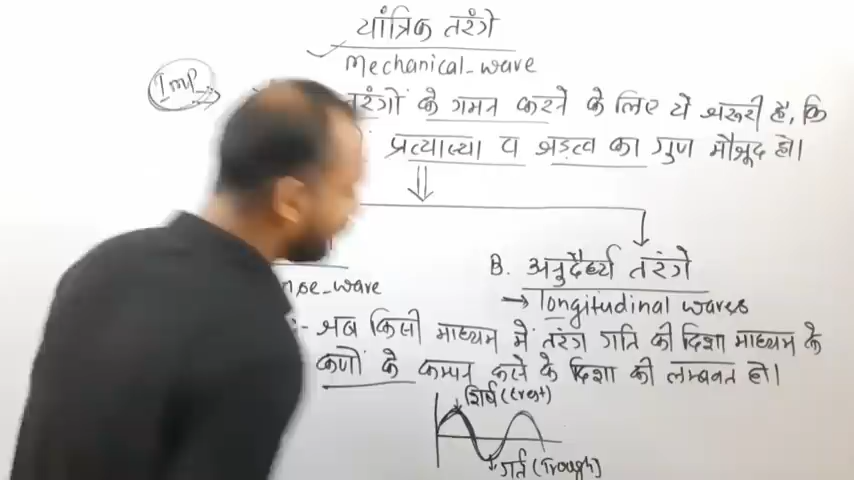 यांत्रिक तरंगे
Mechanical-wave
Imp
तरंगों के गमन करने के लिए ये जरूरी है, कि
प्रत्यास्था व जड़त्व का गुण मौजूद हो।
B. अनुदैर्ध्य तरंगे
nse-wave
longitudinal waves
:- जब किसी माध्यम में तरंग गति की दिशा माध्यम के
कणों के कम्पन्न करने के दिशा की लम्बवत हो।
शिर्ष (Crest)
गर्त (Trough)